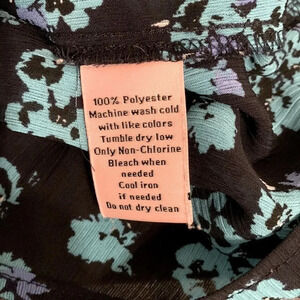 100% Polyester
Machine wash cold
with like colors
Tumble dry low
Only Non-Chlorine
Bleach when
needed
Cool iron
if needed
Do not dry clean